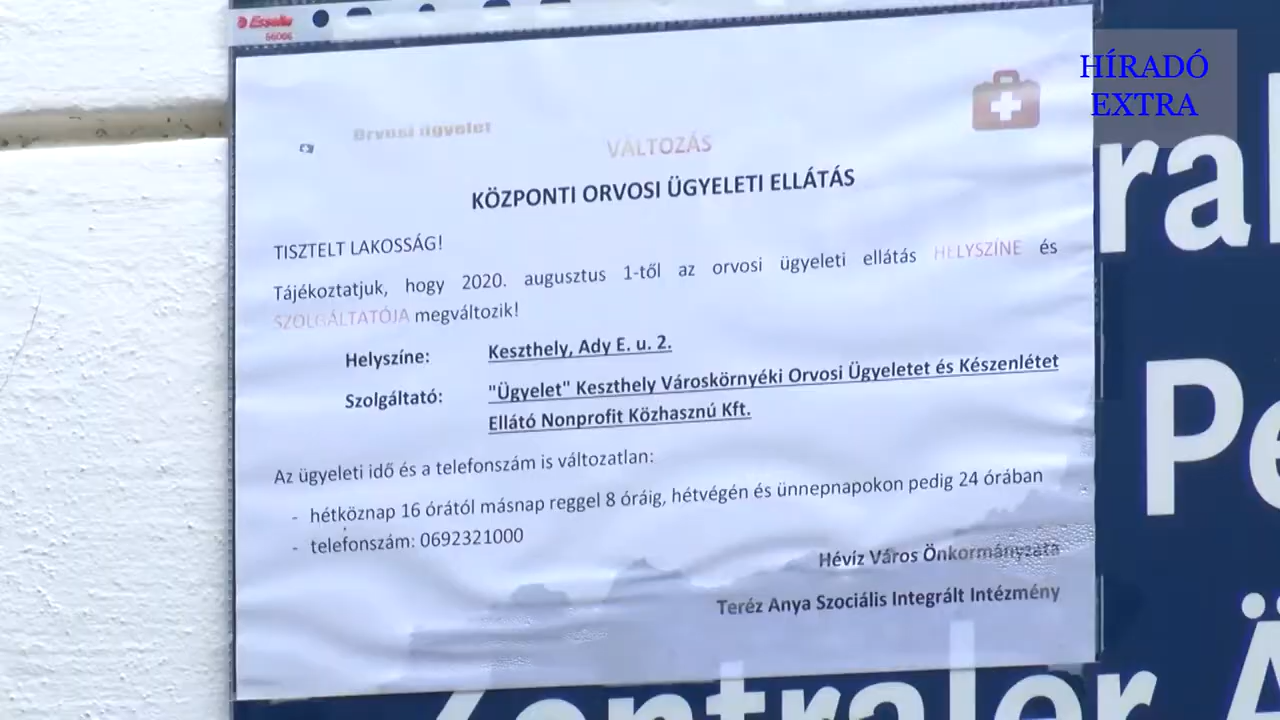 Esselte
56066
HÍRADÓ
EXTRA
Orvosi ügyelet
VÁLTOZÁS
KÖZPONTI ORVOSI ÜGYELETI ELLÁTÁS
TISZTELT LAKOSSÁG!
Tájékoztatjuk, hogy 2020. augusztus 1-től az orvosi ügyeleti ellátás HELYSZÍNE és
SZOLGÁLTATÓJA megváltozik!
Helyszíne: Keszthely, Ady E. u. 2.
Szolgáltató: "Ügyelet" Keszthely Városkörnyéki Orvosi Ügyeletet és Készenlétet
Ellátó Nonprofit Közhasznú Kft.
Az ügyeleti idő és a telefonszám is változatlan:
- hétköznap 16 órától másnap reggel 8 óráig, hétvégén és ünnepnapokon pedig 24 órában
- telefonszám: 0692321000
Hévíz Város Önkormányzata
Teréz Anya Szociális Integrált Intézmény
ral
Pe
Zentraler Ä